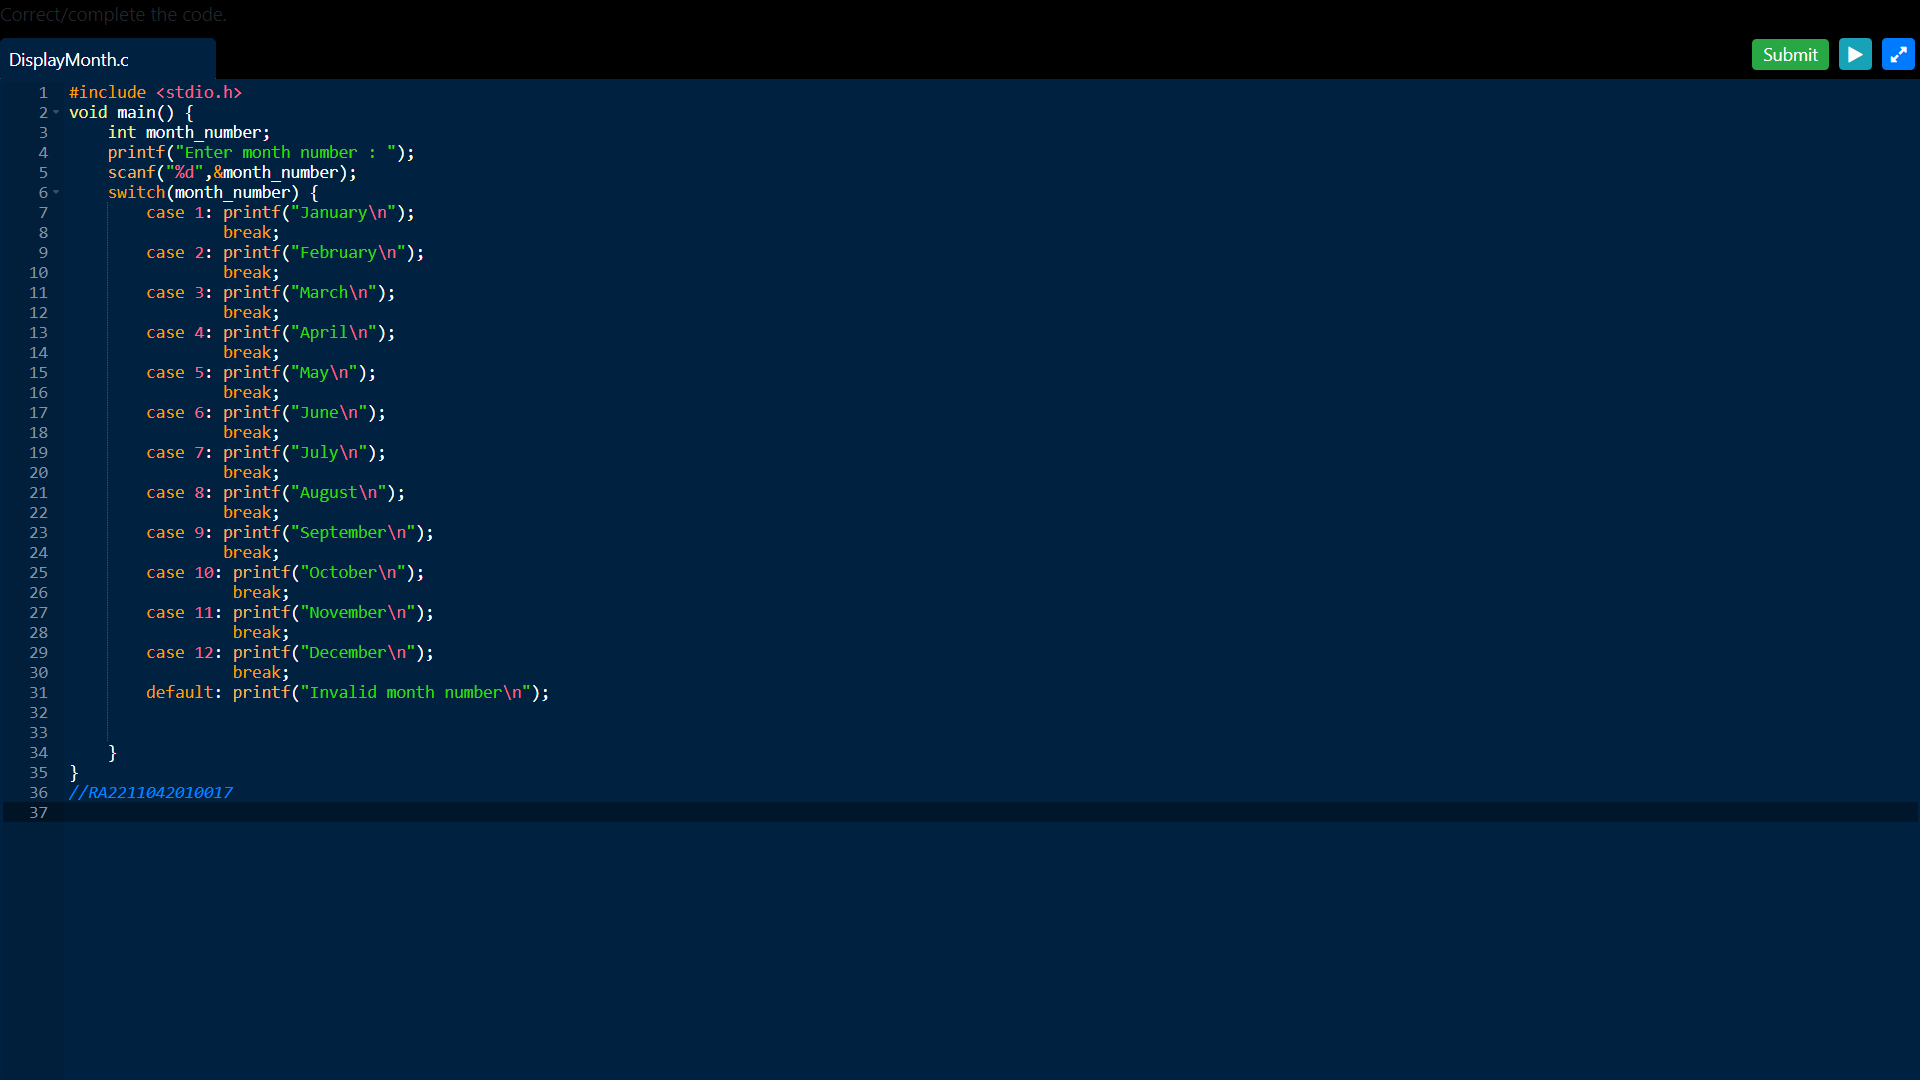 Correct/complete the code.
DisplayMonth.c
Submit
1 #include <stdio.h>
2 void main() {
3     int month_number;
4     printf("Enter month number : ");
5     scanf("%d",&month_number);
6     switch(month_number) {
7         case 1: printf("January\n");
8                 break;
9         case 2: printf("February\n");
10                 break;
11         case 3: printf("March\n");
12                 break;
13         case 4: printf("April\n");
14                 break;
15         case 5: printf("May\n");
16                 break;
17         case 6: printf("June\n");
18                 break;
19         case 7: printf("July\n");
20                 break;
21         case 8: printf("August\n");
22                 break;
23         case 9: printf("September\n");
24                 break;
25         case 10: printf("October\n");
26                  break;
27         case 11: printf("November\n");
28                  break;
29         case 12: printf("December\n");
30                  break;
31         default: printf("Invalid month number\n");
32
33
34     }
35 }
36 //RA2211042010017
37